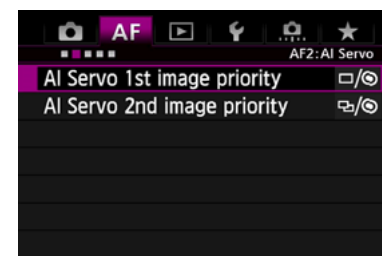 AF
AF2:AI Servo
AI Servo 1st image priority
AI Servo 2nd image priority